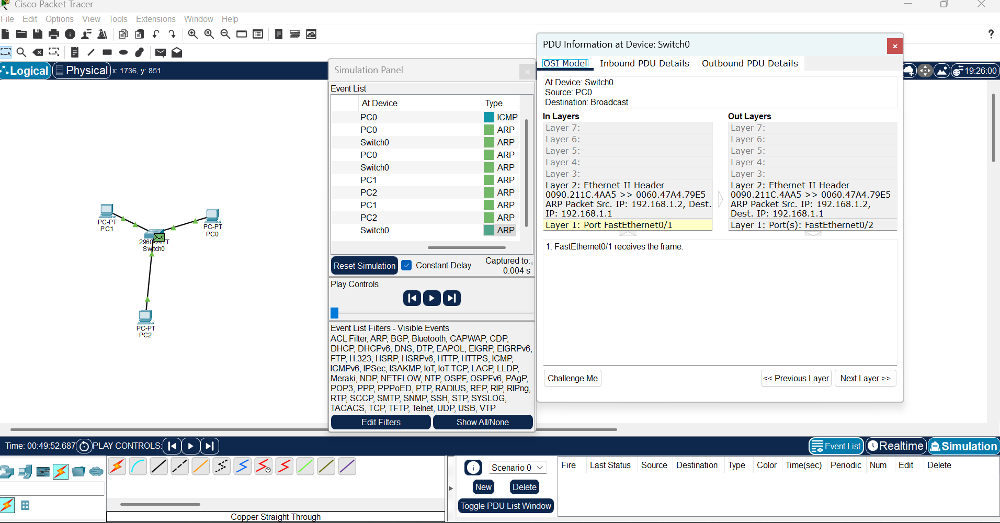 Cisco Packet Tracer
File Edit Options View Tools Extensions Window Help
?
Logical Physical x: 1736, y: 851
19:26:00
PC-PT
PC1
PC-PT
PC0
2960-24TT
Switch0
PC-PT
PC2
Simulation Panel
Event List
At Device Type
PC0 ICMP
PC0 ARP
Switch0 ARP
PC0 ARP
Switch0 ARP
PC1 ARP
PC2 ARP
PC1 ARP
PC2 ARP
Switch0 ARP
Reset Simulation Constant Delay Captured to:
0.004 s
Play Controls
Event List Filters - Visible Events
ACL Filter, ARP, BGP, Bluetooth, CAPWAP, CDP,
DHCP, DHCPv6, DNS, DTP, EAPOL, EIGRP, EIGRPv6,
FTP, H.323, HSRP, HSRPv6, HTTP, HTTPS, ICMP,
ICMPv6, IPSec, ISAKMP, IoT, IoT TCP, LACP, LLDP,
Meraki, NDP, NETFLOW, NTP, OSPF, OSPFv6, PAgP,
POP3, PPP, PPPoED, PTP, RADIUS, REP, RIP, RIPng,
RTP, SCCP, SMTP, SNMP, SSH, STP, SYSLOG,
TACACS, TCP, TFTP, Telnet, UDP, USB, VTP
Edit Filters Show All/None
PDU Information at Device: Switch0
OSI Model Inbound PDU Details Outbound PDU Details
At Device: Switch0
Source: PC0
Destination: Broadcast
In Layers
Layer 7:
Layer 6:
Layer 5:
Layer 4:
Layer 3:
Layer 2: Ethernet II Header
0090.211C.4AA5 >> 0060.47A4.79E5
ARP Packet Src. IP: 192.168.1.2, Dest.
IP: 192.168.1.1
Layer 1: Port FastEthernet0/1
Out Layers
Layer 7:
Layer 6:
Layer 5:
Layer 4:
Layer 3:
Layer 2: Ethernet II Header
0090.211C.4AA5 >> 0060.47A4.79E5
ARP Packet Src. IP: 192.168.1.2,
Dest. IP: 192.168.1.1
Layer 1: Port(s): FastEthernet0/2
1. FastEthernet0/1 receives the frame.
Challenge Me << Previous Layer Next Layer >>
Time: 00:49:52.687 PLAY CONTROLS:
Event List Realtime Simulation
Copper Straight-Through
Scenario 0
New Delete
Toggle PDU List Window
Fire Last Status Source Destination Type Color Time(sec) Periodic Num Edit Delete